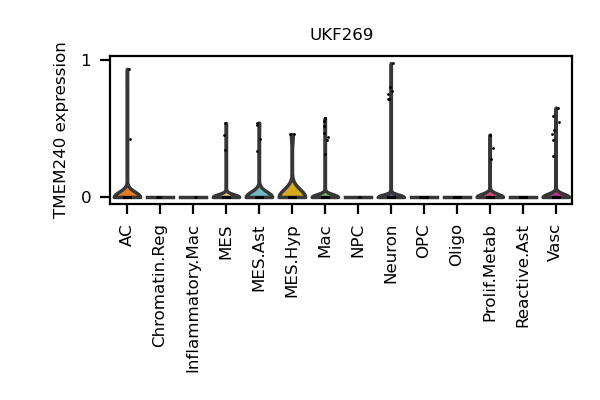 UKF269
TMEM240 expression
1
0
AC
Chromatin.Reg
Inflammatory.Mac
MES
MES.Ast
MES.Hyp
Mac
NPC
Neuron
OPC
Oligo
Prolif.Metab
Reactive.Ast
Vasc